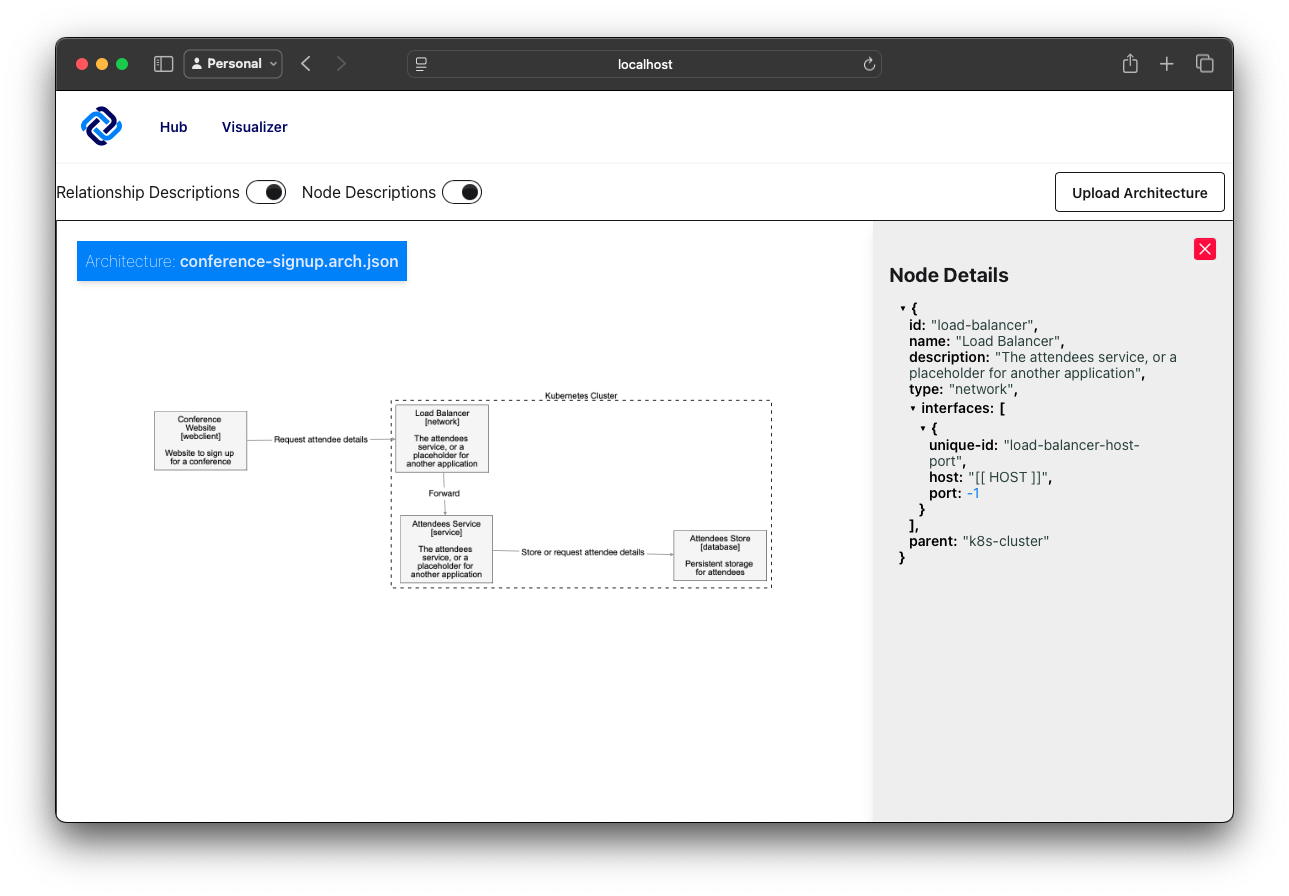 Personal
localhost
Hub
Visualizer
Relationship Descriptions
Node Descriptions
Upload Architecture
Architecture: conference-signup.arch.json
Kubernetes Cluster
Conference
Website
[webclient]
Website to sign up
for a conference
Request attendee details
Load Balancer
[network]
The attendees
service, or a
placeholder for
another application
Forward
Attendees Service
[service]
The attendees
service, or a
placeholder for
another application
Store or request attendee details
Attendees Store
[database]
Persistent storage
for attendees
Node Details
{
id: "load-balancer",
name: "Load Balancer",
description: "The attendees service, or a
placeholder for another application",
type: "network",
interfaces: [
{
unique-id: "load-balancer-host-
port",
host: "[[ HOST ]]",
port: -1
}
],
parent: "k8s-cluster"
}